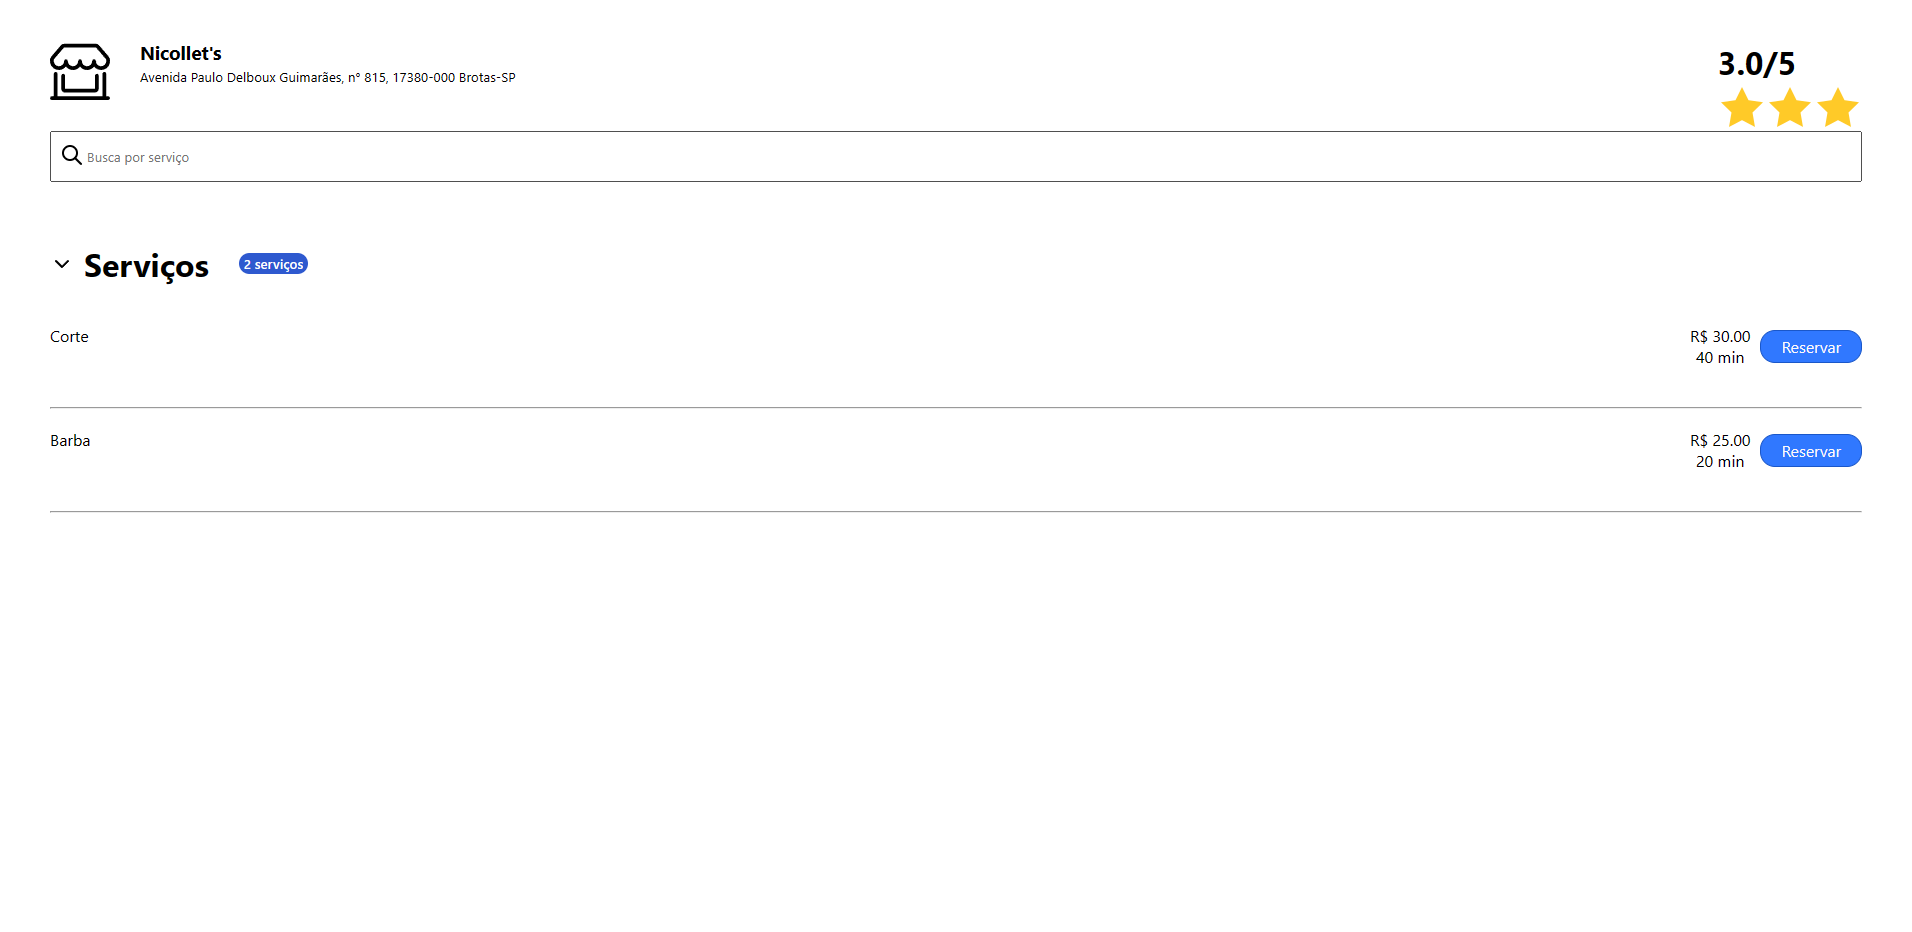 Nicollet's
Avenida Paulo Delboux Guimarães, n° 815, 17380-000 Brotas-SP
3.0/5
Busca por serviço
Serviços
2 serviços
Corte
R$ 30.00
40 min
Reservar
Barba
R$ 25.00
20 min
Reservar